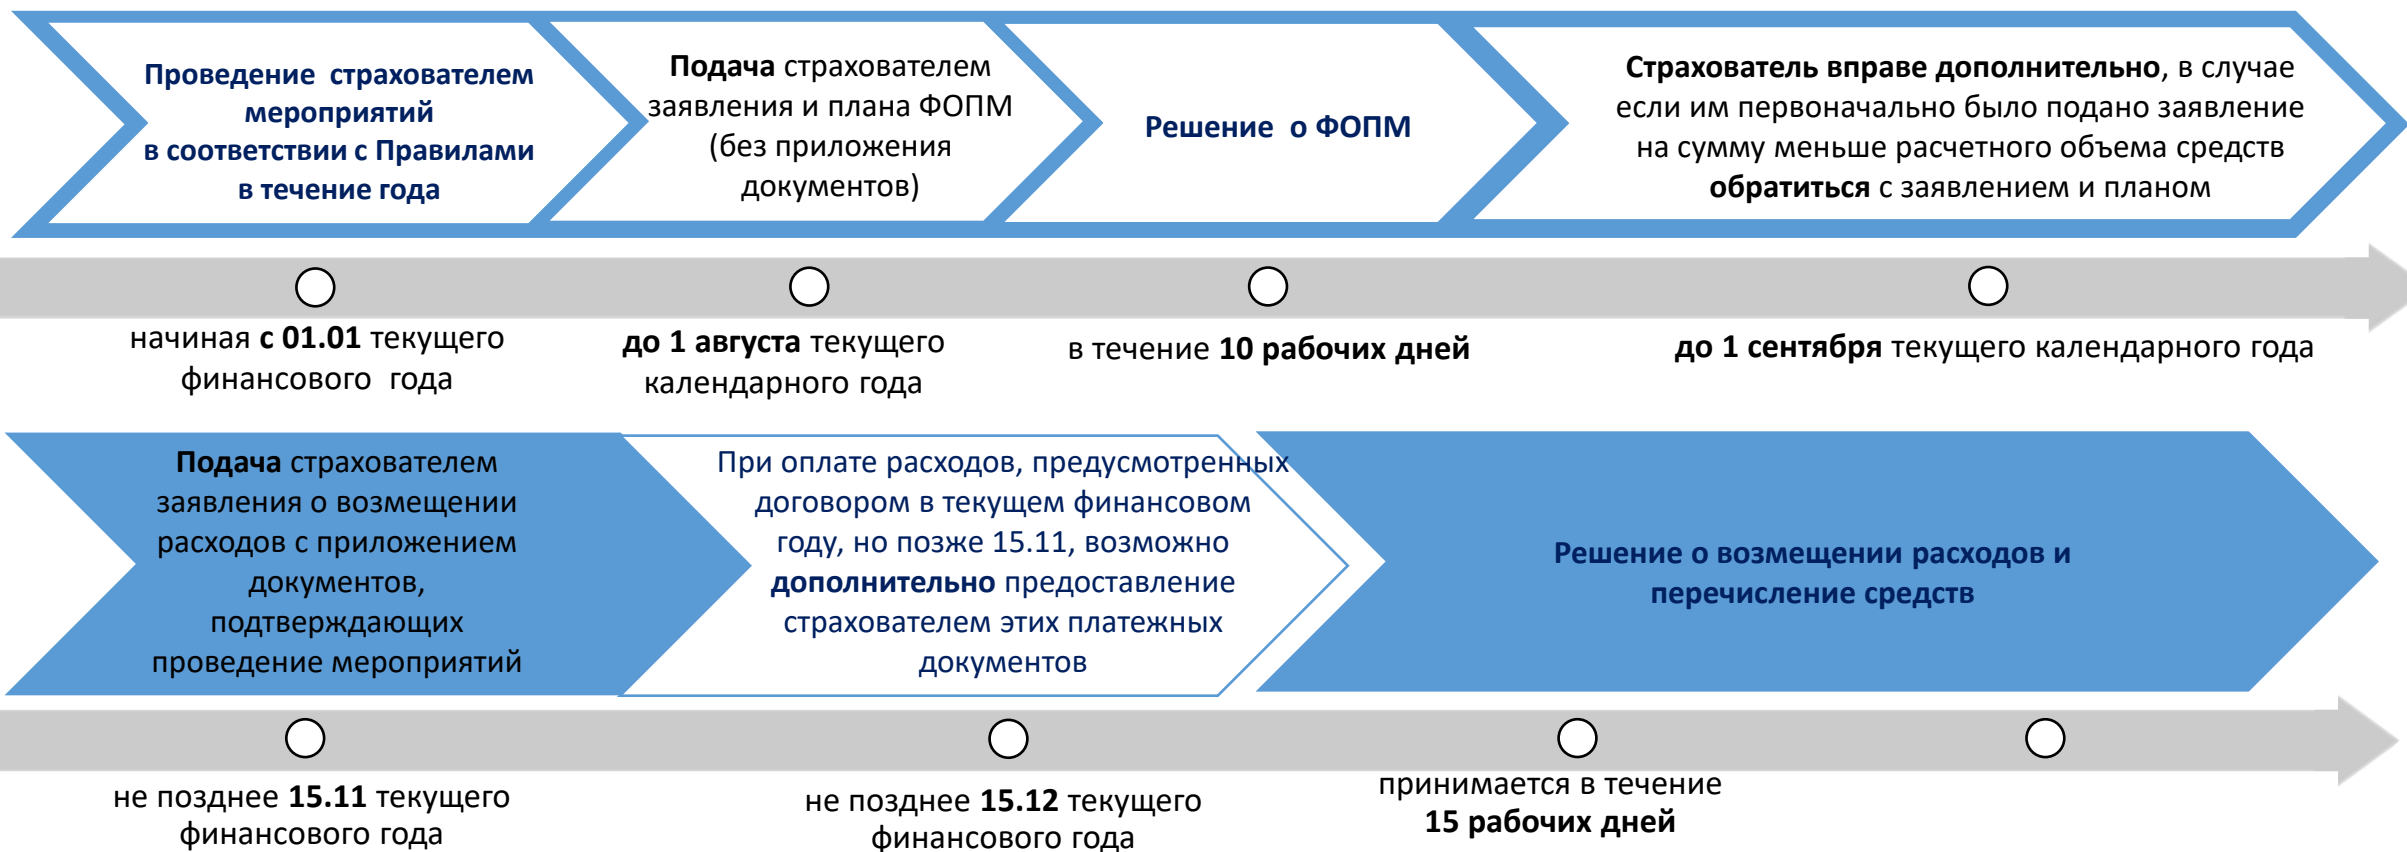 Проведение страхователем
мероприятий
в соответствии с Правилами
в течение года
Подача страхователем
заявления и плана ФОПМ
(без приложения
документов)
Решение о ФОПМ
Страхователь вправе дополнительно, в случае
если им первоначально было подано заявление
на сумму меньше расчетного объема средств
обратиться с заявлением и планом
начиная с 01.01 текущего
финансового года
до 1 августа текущего
календарного года
в течение 10 рабочих дней
до 1 сентября текущего календарного года
Подача страхователем
заявления о возмещении
расходов с приложением
документов,
подтверждающих
проведение мероприятий
При оплате расходов, предусмотренных
договором в текущем финансовом
году, но позже 15.11, возможно
дополнительно предоставление
страхователем этих платежных
документов
Решение о возмещении расходов и
перечисление средств
не позднее 15.11 текущего
финансового года
не позднее 15.12 текущего
финансового года
принимается в течение
15 рабочих дней